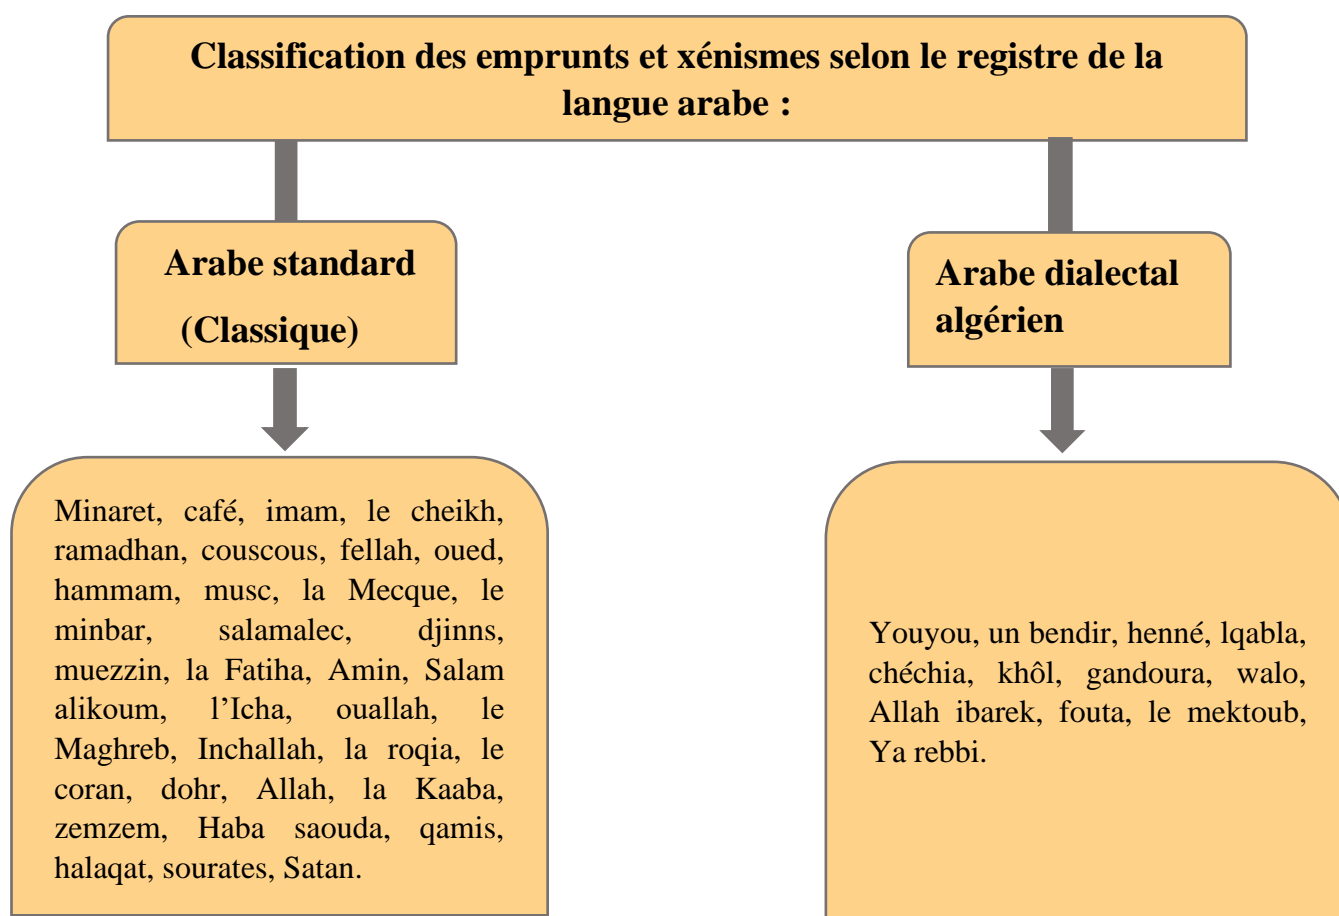 Classification des emprunts et xénismes selon le registre de la
langue arabe :
Arabe standard
(Classique)
Arabe dialectal
algérien
Minaret, café, imam, le cheikh,
ramadhan, couscous, fellah, oued,
hammam, musc, la Mecque, le
minbar, salamalec, djinns,
muezzin, la Fatiha, Amin, Salam
alikoum, l’Icha, ouallah, le
Maghreb, Inchallah, la roqia, le
coran, dohr, Allah, la Kaaba,
zemzem, Haba saouda, qamis,
halaqat, sourates, Satan.
Youyou, un bendir, henné, lqabla,
chéchia, khôl, gandoura, walo,
Allah ibarek, fouta, le mektoub,
Ya rebbi.